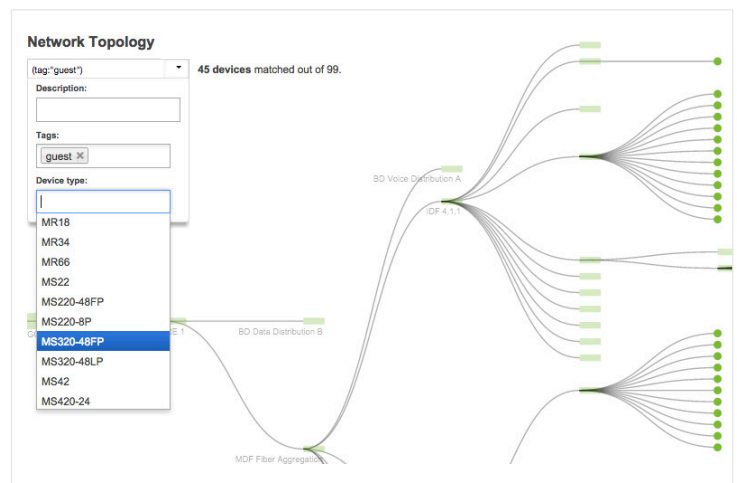 Network Topology
(tag:"guest")
45 devices matched out of 99.
Description:
Tags:
guest ×
Device type:
MR18
MR34
MR66
MS22
MS220-48FP
MS220-8P
MS320-48FP
MS320-48LP
MS42
MS420-24
BD Voice Distribution A
IDF 4.1.1
E 1
BD Data Distribution B
MDF Fiber Aggregation